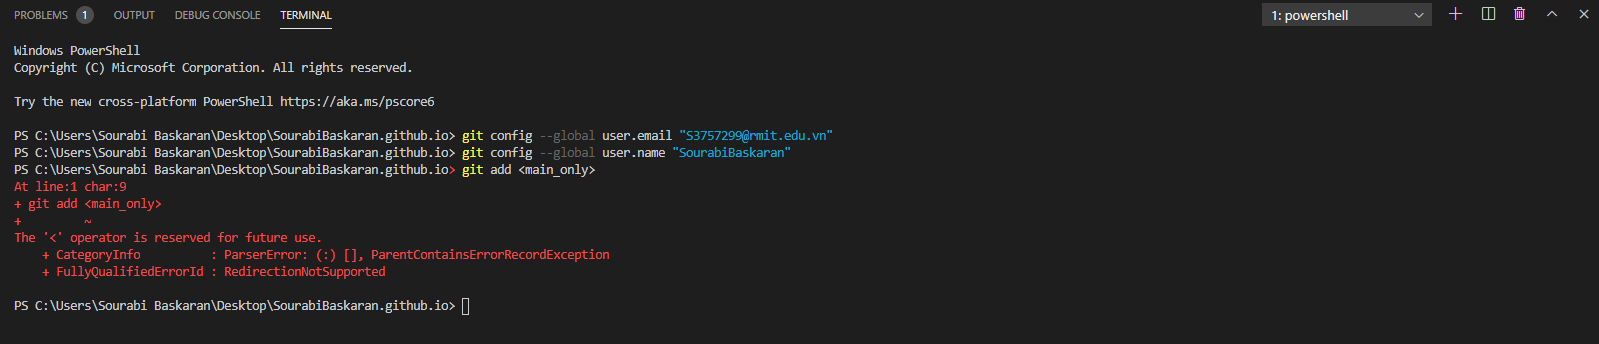 PROBLEMS 1 OUTPUT DEBUG CONSOLE TERMINAL 1: powershell
Windows PowerShell
Copyright (C) Microsoft Corporation. All rights reserved.
Try the new cross-platform PowerShell https://aka.ms/pscore6
PS C:\Users\Sourabi Baskaran\Desktop\SourabiBaskaran.github.io> git config --global user.email "S3757299@rmit.edu.vn"
PS C:\Users\Sourabi Baskaran\Desktop\SourabiBaskaran.github.io> git config --global user.name "SourabiBaskaran"
PS C:\Users\Sourabi Baskaran\Desktop\SourabiBaskaran.github.io> git add <main_only>
At line:1 char:9
+ git add <main_only>
+         ~
The '<' operator is reserved for future use.
    + CategoryInfo          : ParserError: (:) [], ParentContainsErrorRecordException
    + FullyQualifiedErrorId : RedirectionNotSupported
PS C:\Users\Sourabi Baskaran\Desktop\SourabiBaskaran.github.io>